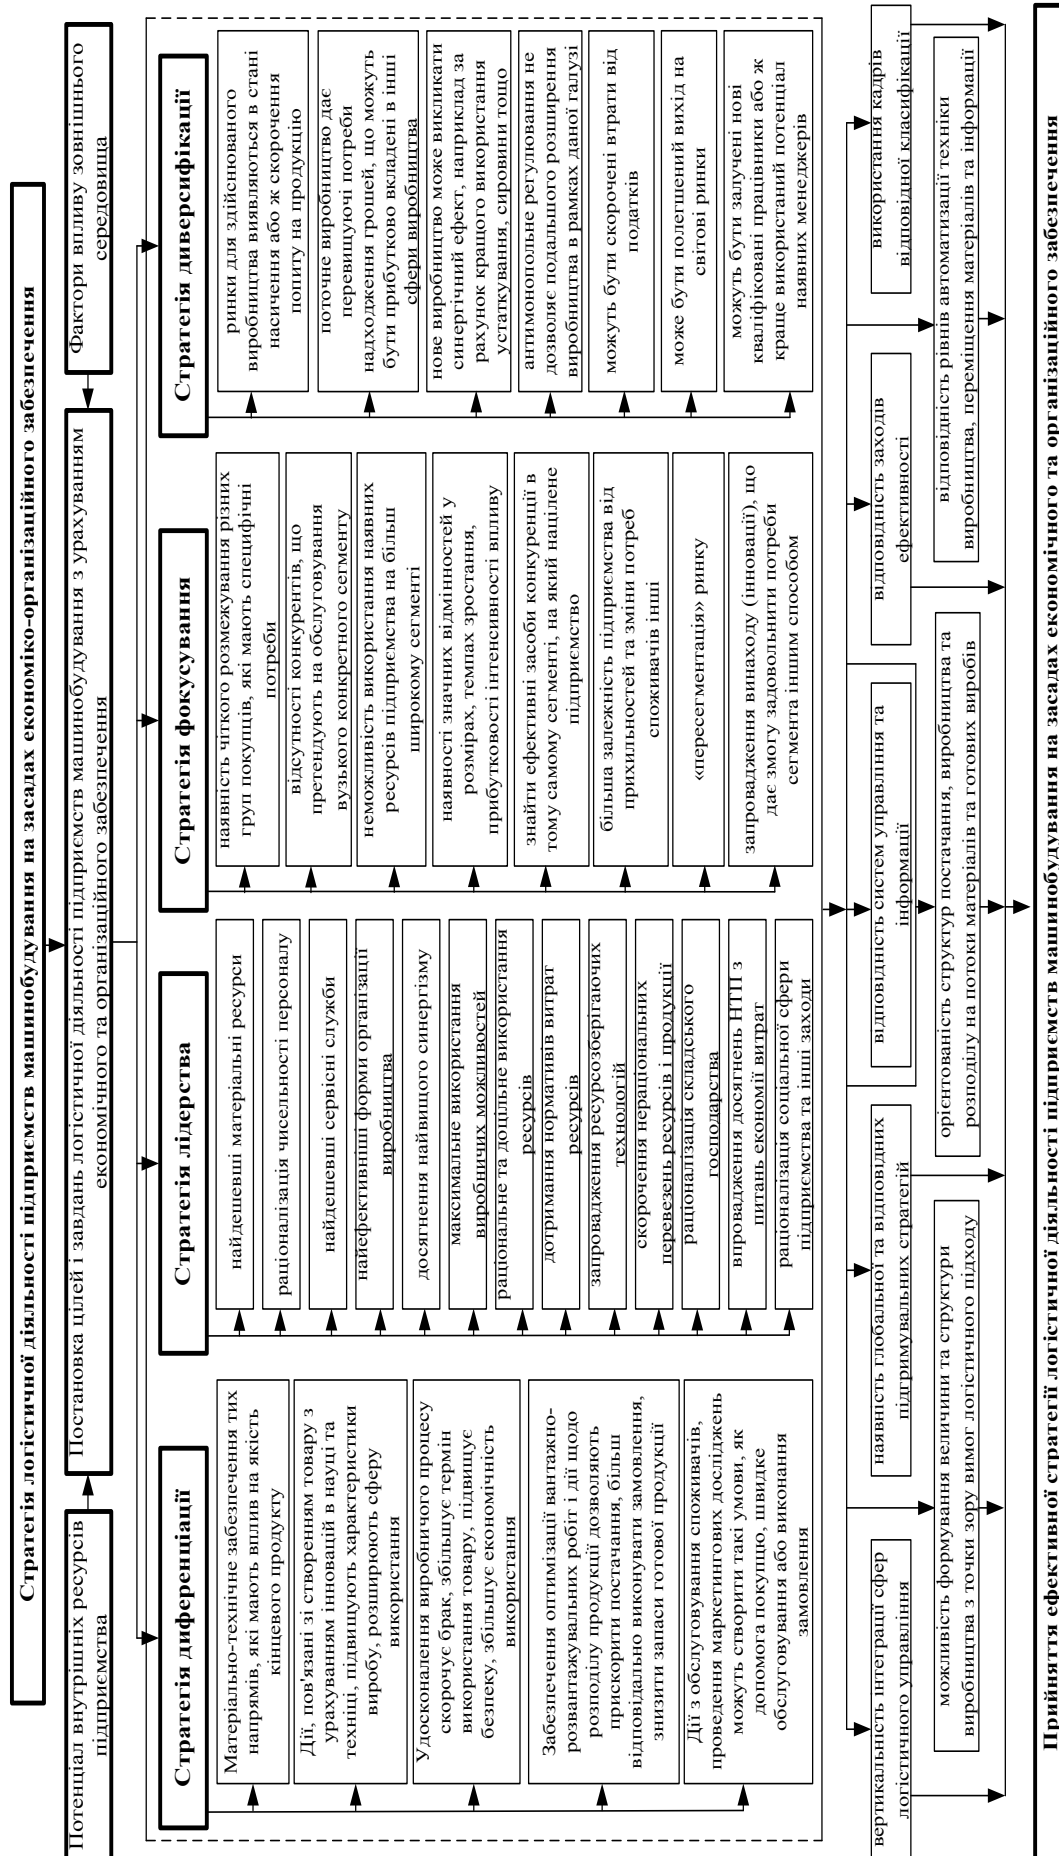 Стратегія логістичної діяльності підприємств машинобудування на засадах економіко-організаційного забезпечення
Потенціал внутрішніх ресурсів
підприємства
Постановка цілей і завдань логістичної діяльності підприємств машинобудування з урахуванням
економічного та організаційного забезпечення
Фактори впливу зовнішнього
середовища
Стратегія диференціації
Матеріально-технічне забезпечення тих
напрямів, які мають вплив на якість
кінцевого продукту
Дії, пов'язані зі створенням товару з
урахуванням інновацій в науці та
техніці, підвищують характеристики
виробу, розширюють сферу
використання
Удосконалення виробничого процесу
скорочує брак, збільшує термін
використання товару, підвищує
безпеку, збільшує економічність
використання
Забезпечення оптимізації вантажно-
розвантажувальних робіт і дії щодо
розподілу продукції дозволяють
прискорити постачання, більш
відповідально виконувати замовлення,
знизити запаси готової продукції
Дії з обслуговування споживачів,
проведення маркетингових досліджень
можуть створити такі умови, як
допомога покупцю, швидке
обслуговування або виконання
замовлення
Стратегія лідерства
найдешевші матеріальні ресурси
раціоналізація чисельності персоналу
найдешевші сервісні служби
найефективніші форми організації
виробництва
досягнення найвищого синергізму
максимальне використання
виробничих можливостей
раціональне та доцільне використання
ресурсів
дотримання нормативів витрат
ресурсів
запровадження ресурсозберігаючих
технологій
скорочення нераціональних
перевезень ресурсів і продукції
раціоналізація складського
господарства
впровадження досягнень НТП з
питань економії витрат
раціоналізація соціальної сфери
підприємства та інші заходи
Стратегія фокусування
наявність чіткого розмежування різних
груп покупців, які мають специфічні
потреби
відсутності конкурентів, що
претендують на обслуговування
вузького конкретного сегменту
неможливість використання наявних
ресурсів підприємства на більш
широкому сегменті
наявності значних відмінностей у
розмірах, темпах зростання,
прибутковості інтенсивності впливу
знайти ефективні засоби конкуренції в
тому самому сегменті, на який націлене
підприємство
більша залежність підприємства від
прихильностей та зміни потреб
споживачів інші
«пересегментація» ринку
запровадження винаходу (інновації), що
дає змогу задовольнити потреби
сегмента іншим способом
Стратегія диверсифікації
ринки для здійснюваного
виробництва виявляються в стані
насичення або ж скорочення
попиту на продукцію
поточне виробництво дає
перевищуючі потреби
надходження грошей, що можуть
бути прибутково вкладені в інші
сфери виробництва
нове виробництво може викликати
синергічний ефект, наприклад за
рахунок кращого використання
устаткування, сировини тощо
антимонопольне регулювання не
дозволяє подальшого розширення
виробництва в рамках даної галузі
можуть бути скорочені втрати від
податків
може бути полегшений вихід на
світові ринки
можуть бути залучені нові
кваліфіковані працівники або ж
краще використаний потенціал
наявних менеджерів
вертикальність інтеграції сфер
логістичного управління
наявність глобальної та відповідних
підтримувальних стратегій
відповідність систем управління та
інформації
відповідність заходів
ефективності
використання кадрів
відповідної класифікації
можливість формування величини та структури
виробництва з точки зору вимог логістичного підходу
орієнтованість структур постачання, виробництва та
розподілу на потоки матеріалів та готових виробів
відповідність рівнів автоматизації техніки
виробництва, переміщення матеріалів та інформації
Прийняття ефективної стратегії логістичної діяльності підприємств машинобудування на засадах економічного та організаційного забезпечення